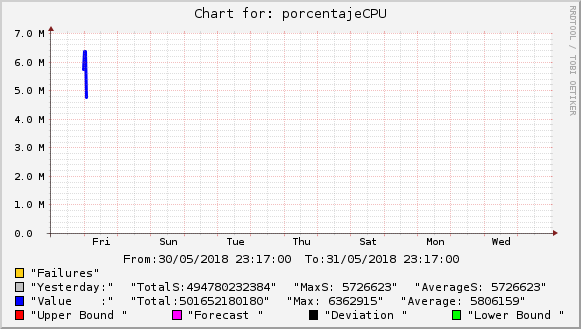 Chart for: porcentajeCPU
RRDTOOL / TOBI OETIKER
7.0 M
6.0 M
5.0 M
4.0 M
3.0 M
2.0 M
1.0 M
0.0
Fri Sun Tue Thu Sat Mon Wed
From:30/05/2018 23:17:00 To:31/05/2018 23:17:00
"Failures"
"Yesterday:" "TotalS:494780232384" "MaxS: 5726623" "AverageS: 5726623"
"Value :" "Total:501652180180" "Max: 6362915" "Average: 5806159"
"Upper Bound " "Forecast " "Deviation " "Lower Bound "